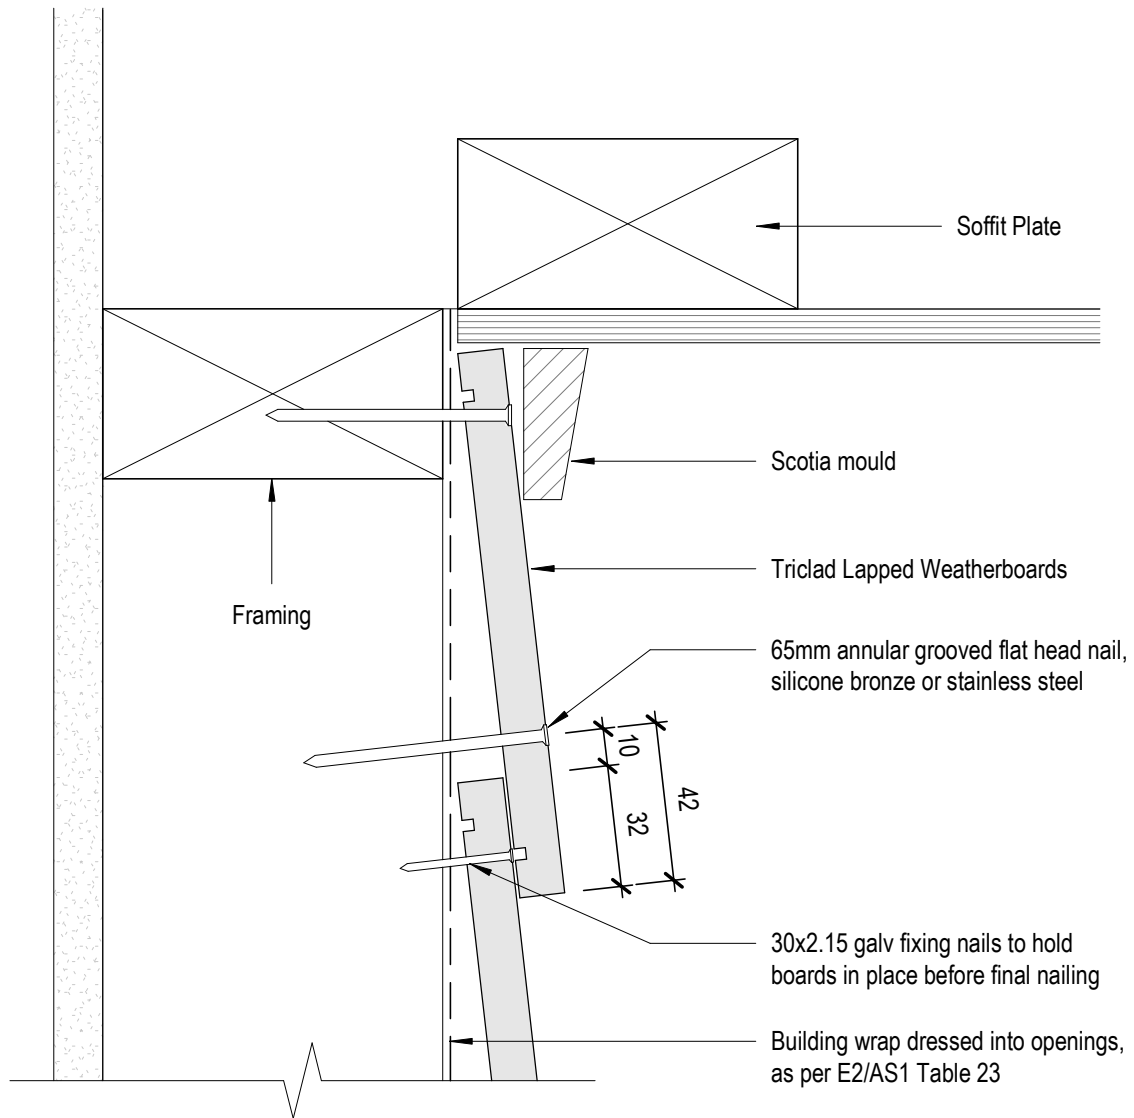 Soffit Plate
Scotia mould
Triclad Lapped Weatherboards
Framing
65mm annular grooved flat head nail,
silicone bronze or stainless steel
10
42
32
30x2.15 galv fixing nails to hold
boards in place before final nailing
Building wrap dressed into openings,
as per E2/AS1 Table 23